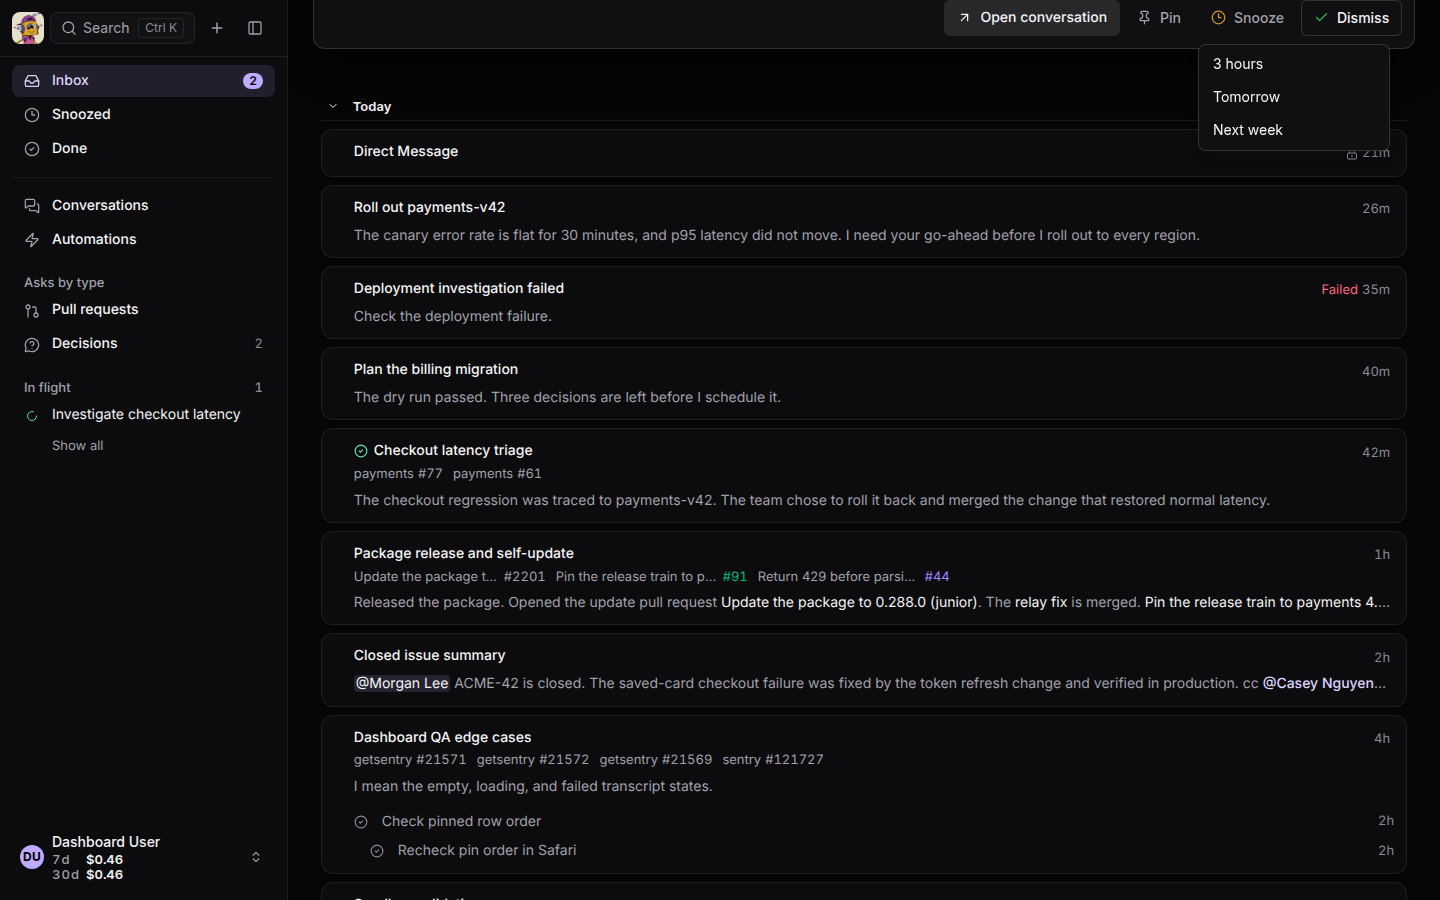 Search Ctrl K
Inbox 2
Snoozed
Done
Conversations
Automations
Asks by type
Pull requests
Decisions 2
In flight 1
Investigate checkout latency
Show all
DU
Dashboard User
7d $0.46
30d $0.46
Open conversation Pin Snooze Dismiss
3 hours
Tomorrow
Next week
Today
Direct Message 21m
Roll out payments-v42 26m
The canary error rate is flat for 30 minutes, and p95 latency did not move. I need your go-ahead before I roll out to every region.
Deployment investigation failed Failed 35m
Check the deployment failure.
Plan the billing migration 40m
The dry run passed. Three decisions are left before I schedule it.
Checkout latency triage 42m
payments #77 payments #61
The checkout regression was traced to payments-v42. The team chose to roll it back and merged the change that restored normal latency.
Package release and self-update 1h
Update the package t... #2201 Pin the release train to p... #91 Return 429 before parsi... #44
Released the package. Opened the update pull request Update the package to 0.288.0 (junior). The relay fix is merged. Pin the release train to payments 4....
Closed issue summary 2h
@Morgan Lee ACME-42 is closed. The saved-card checkout failure was fixed by the token refresh change and verified in production. cc @Casey Nguyen...
Dashboard QA edge cases 4h
getsentry #21571 getsentry #21572 getsentry #21569 sentry #121727
I mean the empty, loading, and failed transcript states.
Check pinned row order 2h
Recheck pin order in Safari 2h